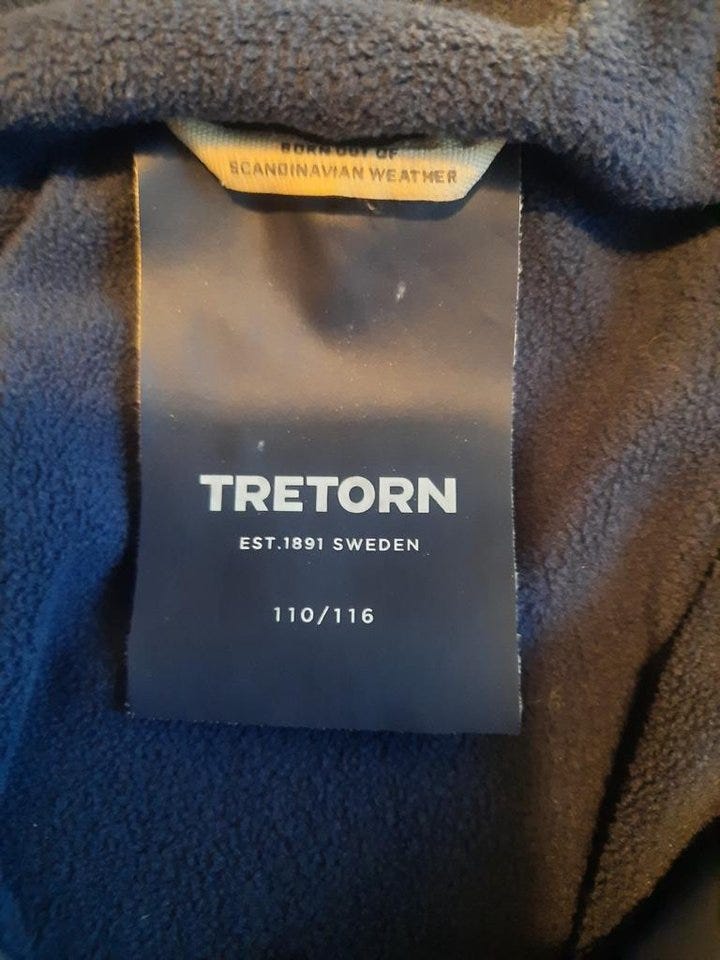 BORN OUT OF
SCANDINAVIAN WEATHER
TRETORN
EST.1891 SWEDEN
110/116